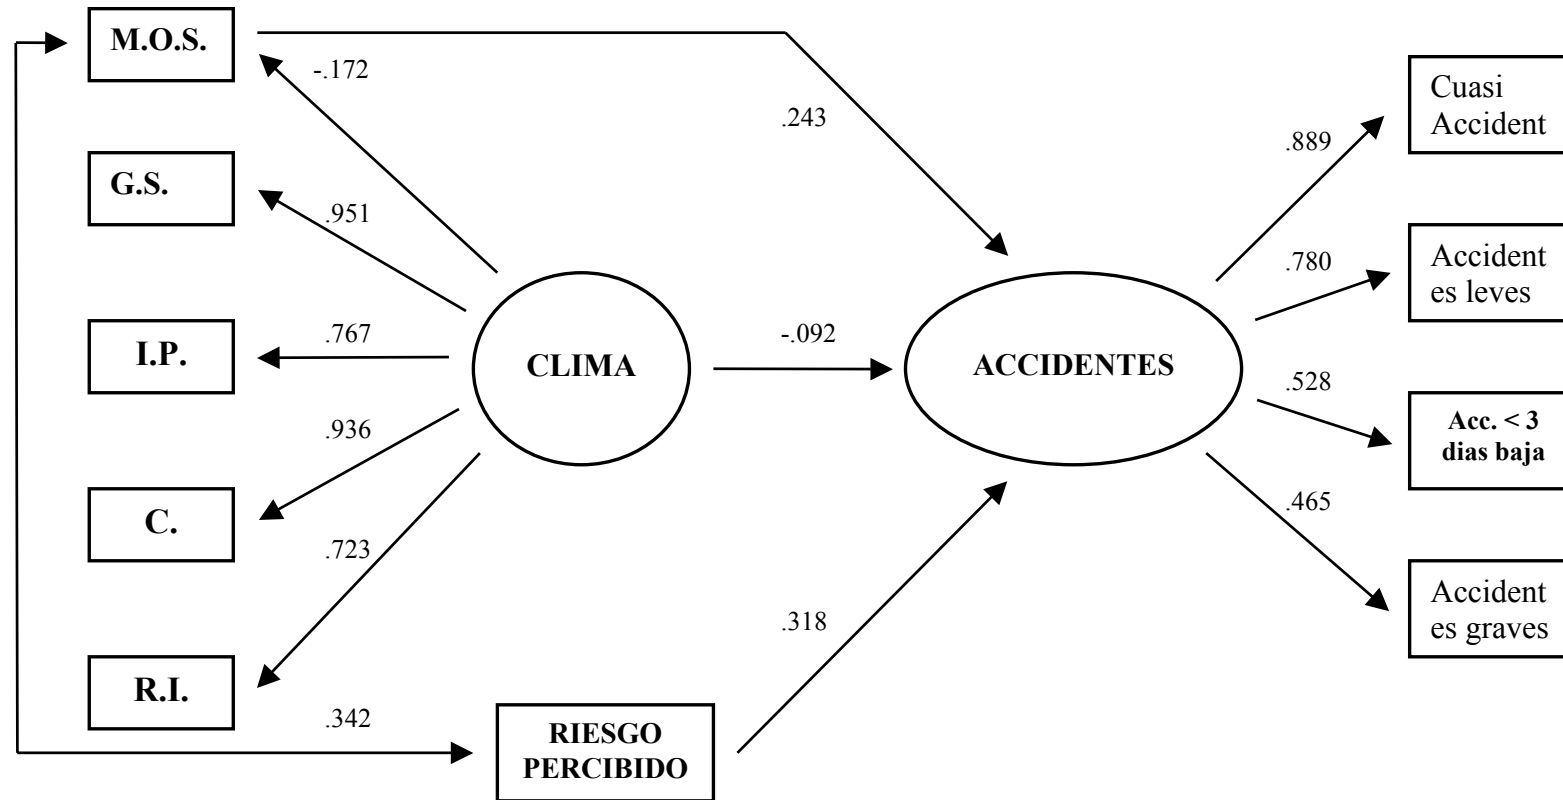 M.O.S.
-.172
.243
Cuasi
Accident
.889
G.S.
.951
.780
Accident
es leves
I.P.
.767
CLIMA
-.092
ACCIDENTES
.528
Acc. < 3
dias baja
C.
.936
.465
.723
Accident
es graves
.318
R.I.
.342
RIESGO
PERCIBIDO